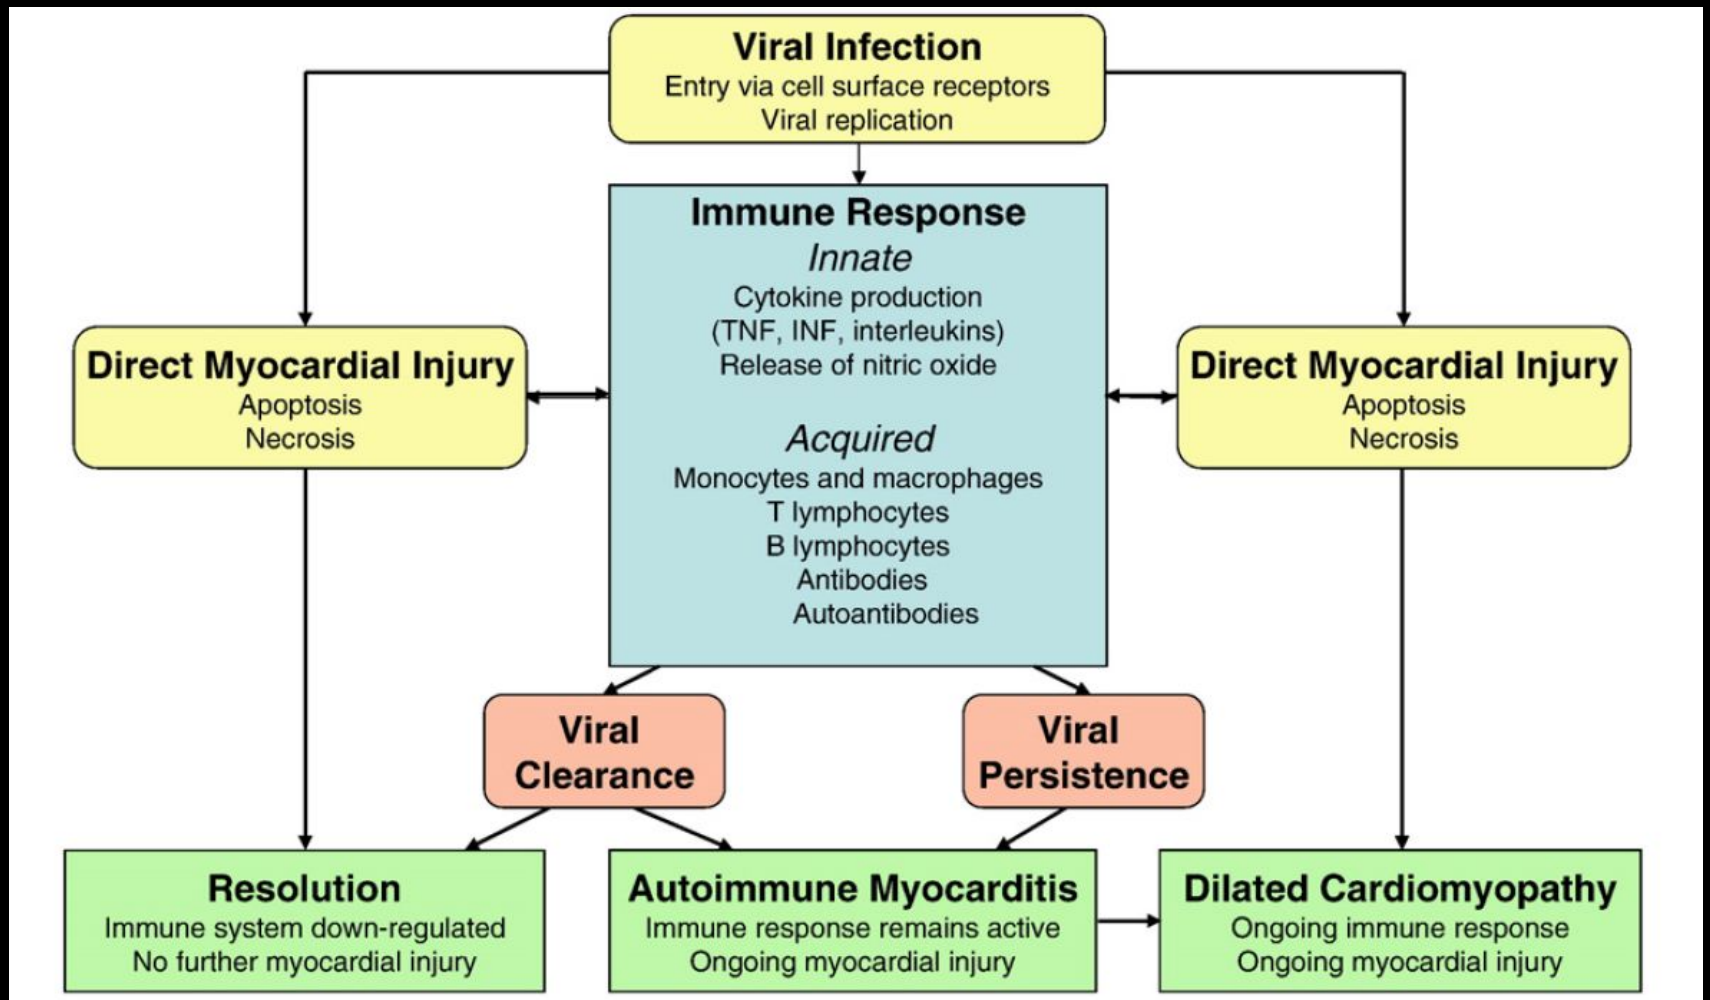 Viral Infection
Entry via cell surface receptors
Viral replication
Immune Response
Innate
Cytokine production
(TNF, INF, interleukins)
Release of nitric oxide
Acquired
Monocytes and macrophages
T lymphocytes
B lymphocytes
Antibodies
Autoantibodies
Direct Myocardial Injury
Apoptosis
Necrosis
Direct Myocardial Injury
Apoptosis
Necrosis
Viral
Clearance
Viral
Persistence
Resolution
Immune system down-regulated
No further myocardial injury
Autoimmune Myocarditis
Immune response remains active
Ongoing myocardial injury
Dilated Cardiomyopathy
Ongoing immune response
Ongoing myocardial injury